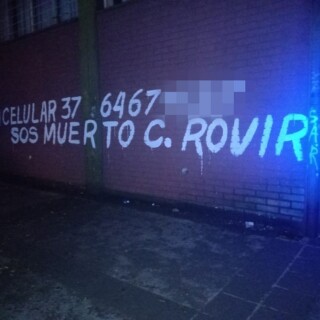 CELULAR 37 6467
SOS MUERTO C. ROVIR